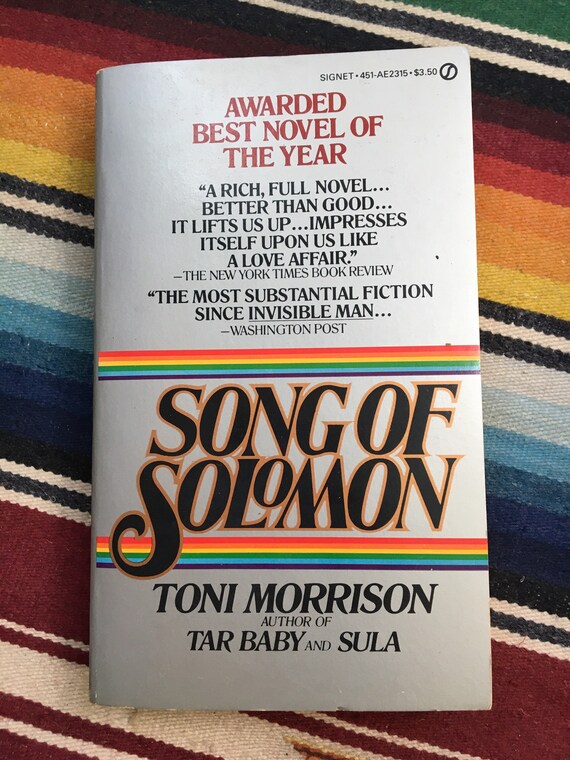 SIGNET • 451-AE2315 • $3.50
AWARDED
BEST NOVEL OF
THE YEAR
“A RICH, FULL NOVEL...
BETTER THAN GOOD...
IT LIFTS US UP...IMPRESSES
ITSELF UPON US LIKE
A LOVE AFFAIR.”
—THE NEW YORK TIMES BOOK REVIEW
“THE MOST SUBSTANTIAL FICTION
SINCE INVISIBLE MAN...
—WASHINGTON POST
SONG OF
SOLOMON
TONI MORRISON
AUTHOR OF
TAR BABY AND SULA